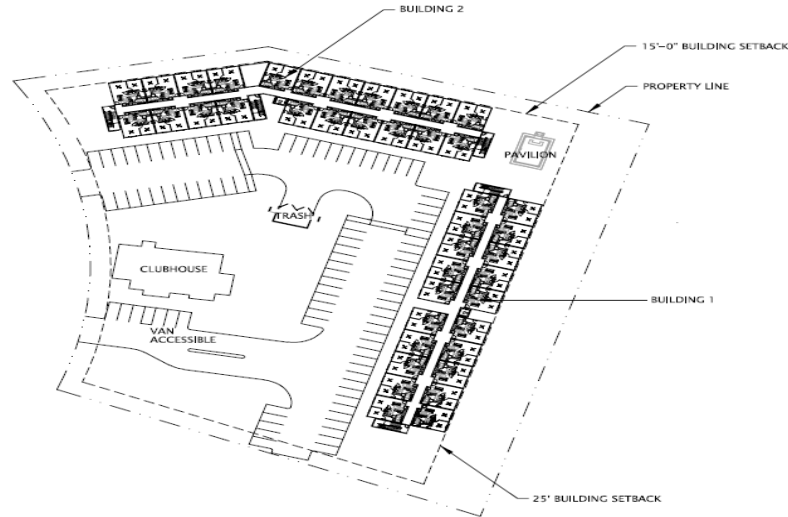 BUILDING 2
15'-0" BUILDING SETBACK
PROPERTY LINE
PAVILION
TRASH
CLUBHOUSE
BUILDING 1
VAN
ACCESSIBLE
25' BUILDING SETBACK